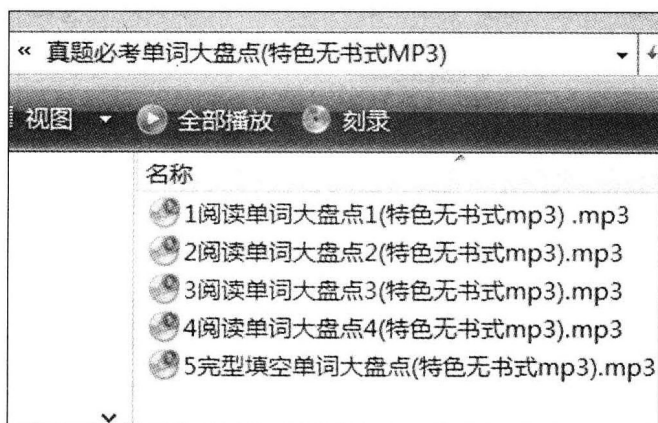 « 真题必考单词大盘点(特色无书式MP3)
视图 全部播放 刻录
名称
1阅读单词大盘点1(特色无书式mp3) .mp3
2阅读单词大盘点2(特色无书式mp3).mp3
3阅读单词大盘点3(特色无书式mp3).mp3
4阅读单词大盘点4(特色无书式mp3).mp3
5完型填空单词大盘点(特色无书式mp3).mp3